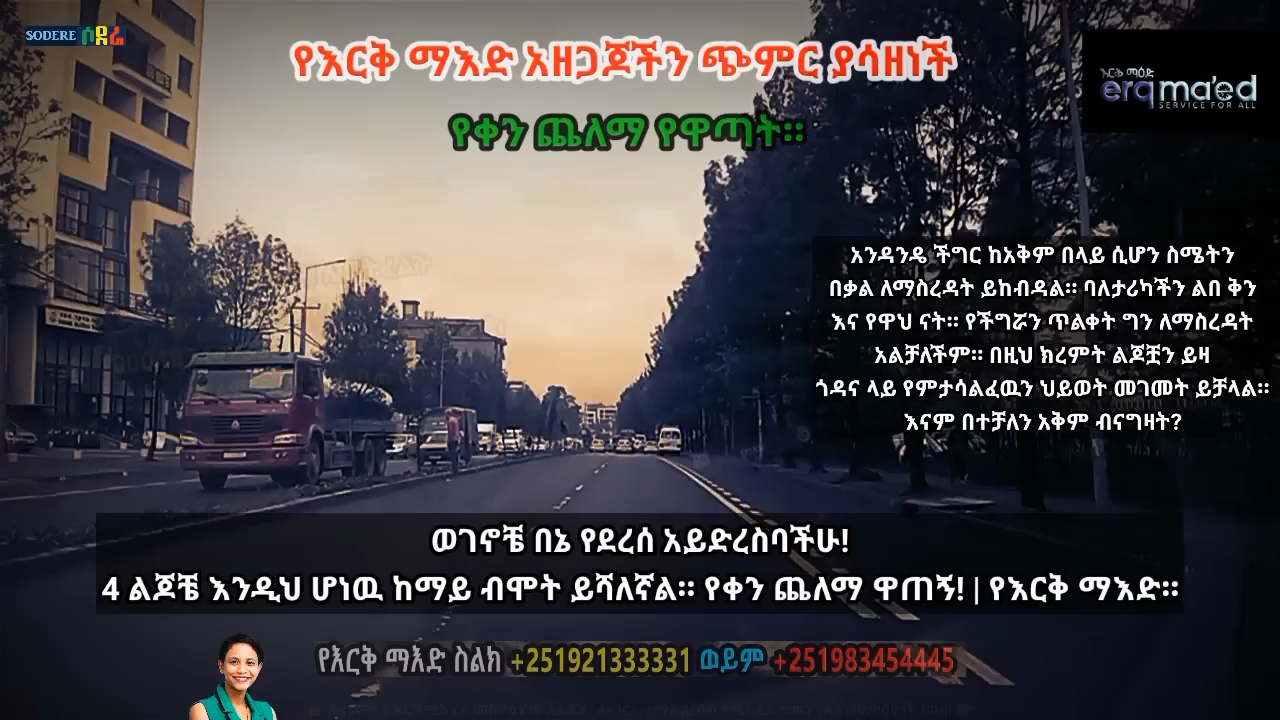 SODERE ሶደሬ
የእርቅ ማእድ አዘጋጆችን ጭምር ያሳዘነች
የቀን ጨለማ የዋጣት።
እርቅ ማዕድ
erqma'ed
SERVICE FOR ALL
አንዳንዴ ችግር ከአቅም በላይ ሲሆን ስሜትን
በቃል ለማስረዳት ይከብዳል። ባለታሪካችን ልበ ቅን
እና የዋህ ናት። የችግሯን ጥልቀት ግን ለማስረዳት
አልቻለችም። በዚህ ክረምት ልጆቿን ይዛ
ጎዳና ላይ የምታሳልፈዉን ህይወት መገመት ይቻላል።
እናም በተቻለን አቅም ብናግዛት?
ወገኖቼ በኔ የደረሰ አይድረስባችሁ!
4 ልጆቼ እንዲህ ሆነዉ ከማይ ብሞት ይሻለኛል። የቀን ጨለማ ዋጠኝ! | የእርቅ ማእድ።
የእርቅ ማእድ ስልክ +251921333331 ወይም +251983454445